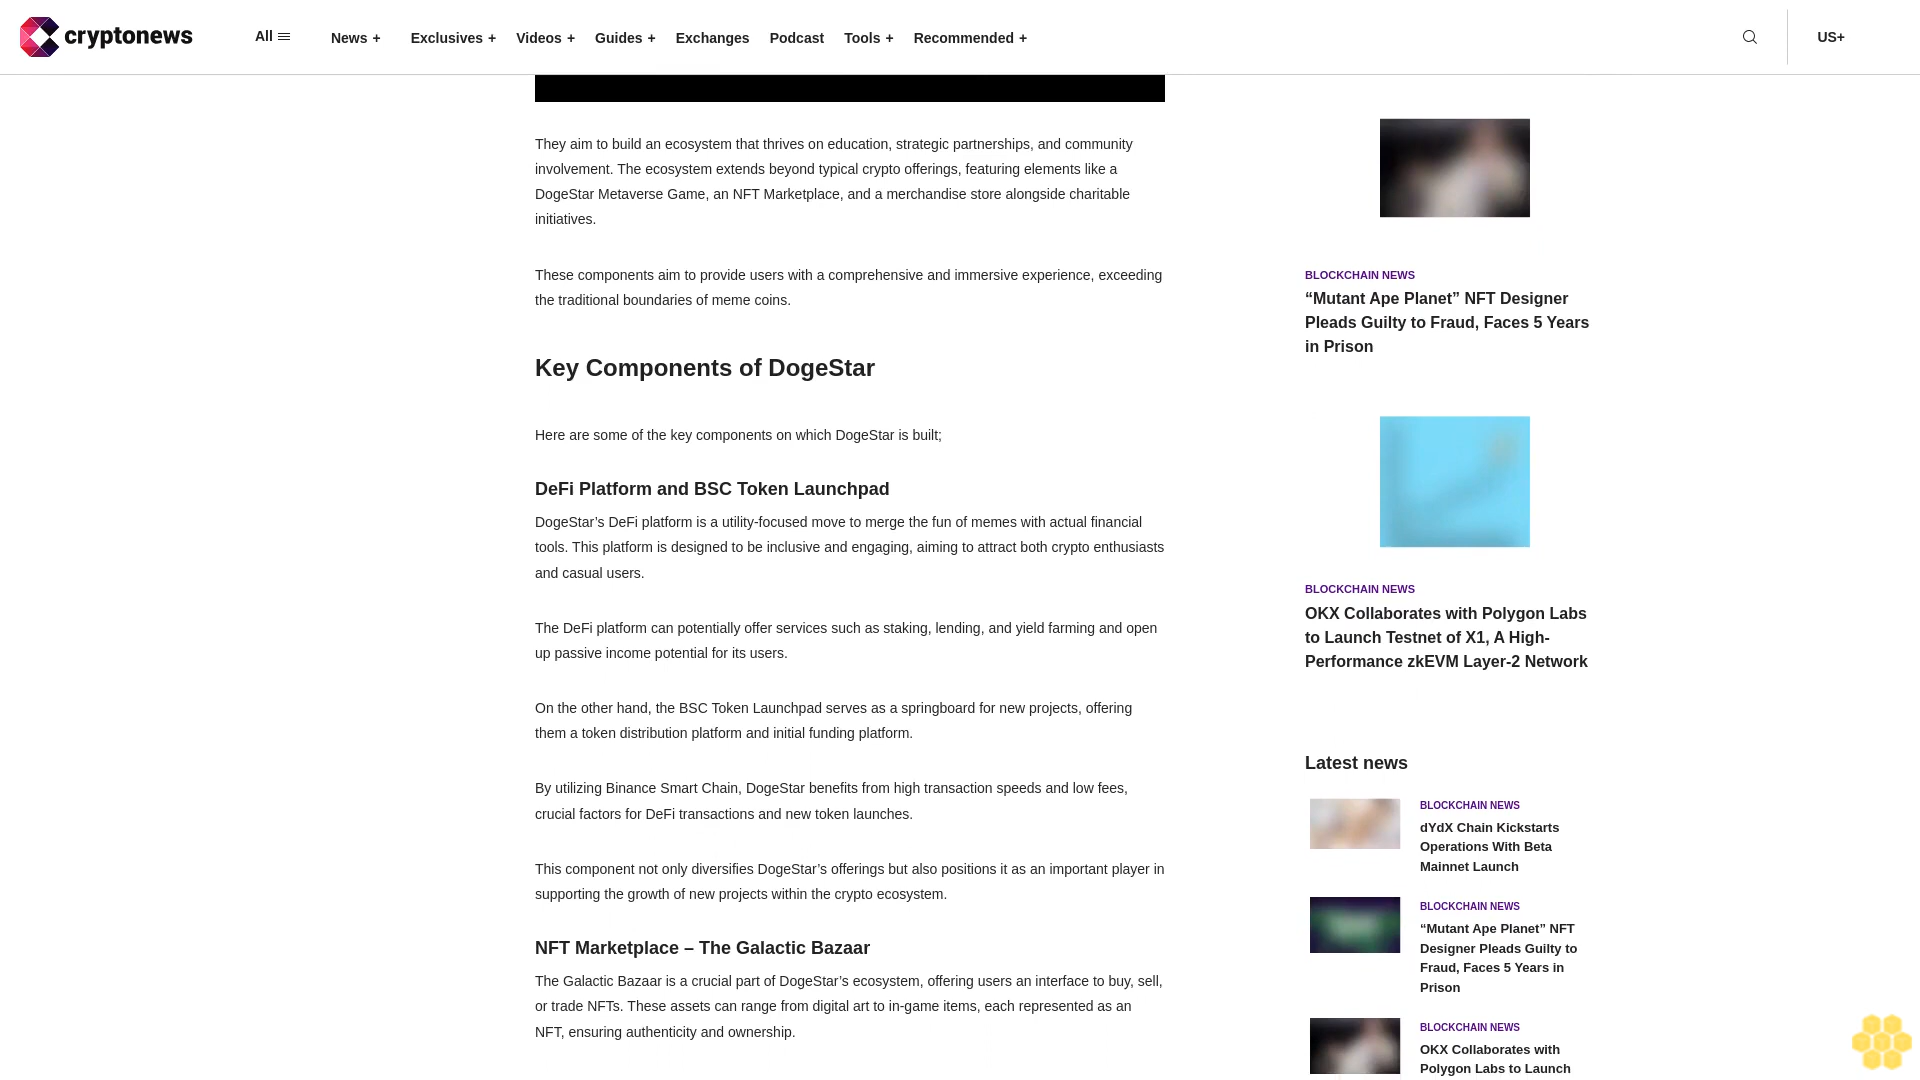 cryptonews
All
News +
Exclusives +
Videos +
Guides +
Exchanges
Podcast
Tools +
Recommended +
US+
They aim to build an ecosystem that thrives on education, strategic partnerships, and community
involvement. The ecosystem extends beyond typical crypto offerings, featuring elements like a
DogeStar Metaverse Game, an NFT Marketplace, and a merchandise store alongside charitable
initiatives.
These components aim to provide users with a comprehensive and immersive experience, exceeding
the traditional boundaries of meme coins.
Key Components of DogeStar
Here are some of the key components on which DogeStar is built;
DeFi Platform and BSC Token Launchpad
DogeStar’s DeFi platform is a utility-focused move to merge the fun of memes with actual financial
tools. This platform is designed to be inclusive and engaging, aiming to attract both crypto enthusiasts
and casual users.
The DeFi platform can potentially offer services such as staking, lending, and yield farming and open
up passive income potential for its users.
On the other hand, the BSC Token Launchpad serves as a springboard for new projects, offering
them a token distribution platform and initial funding platform.
By utilizing Binance Smart Chain, DogeStar benefits from high transaction speeds and low fees,
crucial factors for DeFi transactions and new token launches.
This component not only diversifies DogeStar’s offerings but also positions it as an important player in
supporting the growth of new projects within the crypto ecosystem.
NFT Marketplace – The Galactic Bazaar
The Galactic Bazaar is a crucial part of DogeStar’s ecosystem, offering users an interface to buy, sell,
or trade NFTs. These assets can range from digital art to in-game items, each represented as an
NFT, ensuring authenticity and ownership.
BLOCKCHAIN NEWS
“Mutant Ape Planet” NFT Designer
Pleads Guilty to Fraud, Faces 5 Years
in Prison
BLOCKCHAIN NEWS
OKX Collaborates with Polygon Labs
to Launch Testnet of X1, A High-
Performance zkEVM Layer-2 Network
Latest news
BLOCKCHAIN NEWS
dYdX Chain Kickstarts
Operations With Beta
Mainnet Launch
BLOCKCHAIN NEWS
“Mutant Ape Planet” NFT
Designer Pleads Guilty to
Fraud, Faces 5 Years in
Prison
BLOCKCHAIN NEWS
OKX Collaborates with
Polygon Labs to Launch